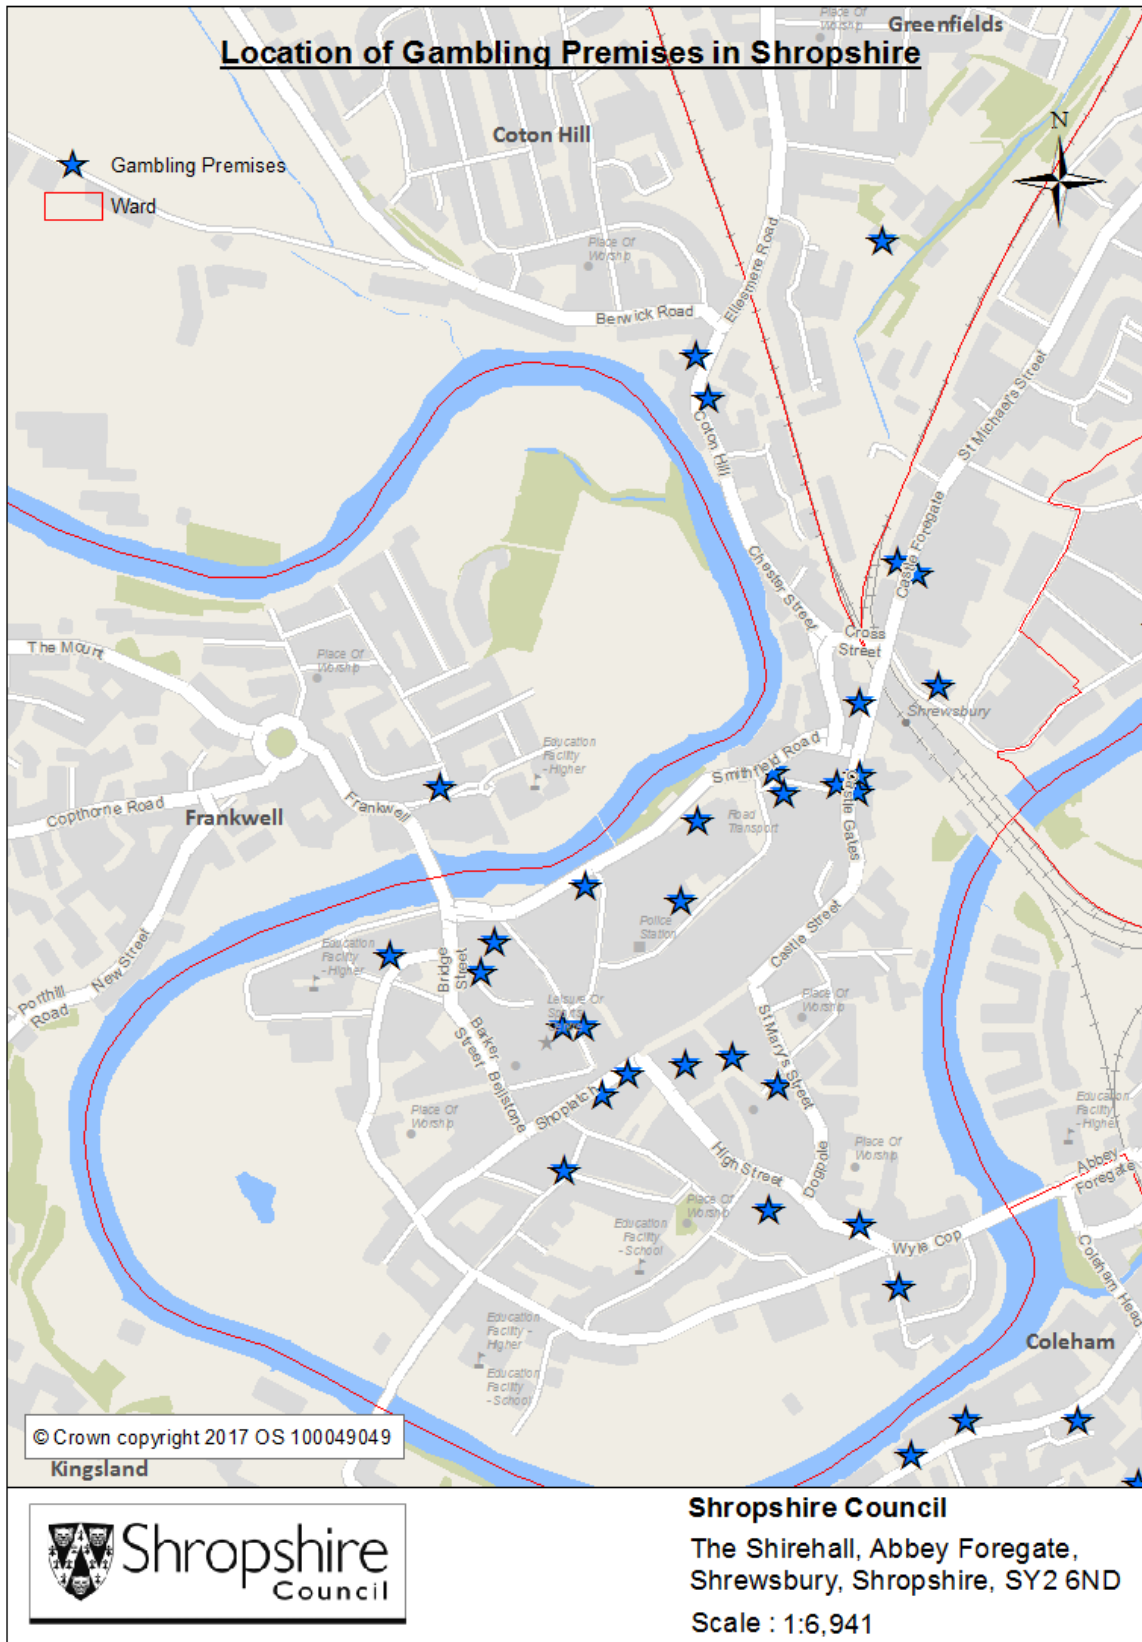 Place Of
Worship
Greenfields
Location of Gambling Premises in Shropshire
Coton Hill
N
Gambling Premises
Ward
Place Of
Worship
Ellesmere Road
Berwick Road
St Michael's Street
Coton Hill
Castle Foregate
Chester Street
Cross
Street
The Mount
Place Of
Worship
Shrewsbury
Education
Facility
- Higher
Smithfield Road
Copthorne Road
Frankwell
Frankwell
Road
Transport
Castle Gates
New Street
Porthill
Road
Education
Facility
- Higher
Bridge
Street
Police
Station
Castle Street
Leisure Or
Sports
Centre
Place Of
Worship
St Mary's Street
Barker
Street
Bellstone
Shoplatch
Place Of
Worship
Education
Facility
- Higher
High Street
Dogpole
Place Of
Worship
Abbey
Foregate
Place Of
Worship
Education
Facility
- School
Wyle Cop
Coleham Head
Education
Facility -
Higher
Education
Facility
- School
Coleham
© Crown copyright 2017 OS 100049049
Kingsland
Shropshire
Council
Shropshire Council
The Shirehall, Abbey Foregate,
Shrewsbury, Shropshire, SY2 6ND
Scale : 1:6,941